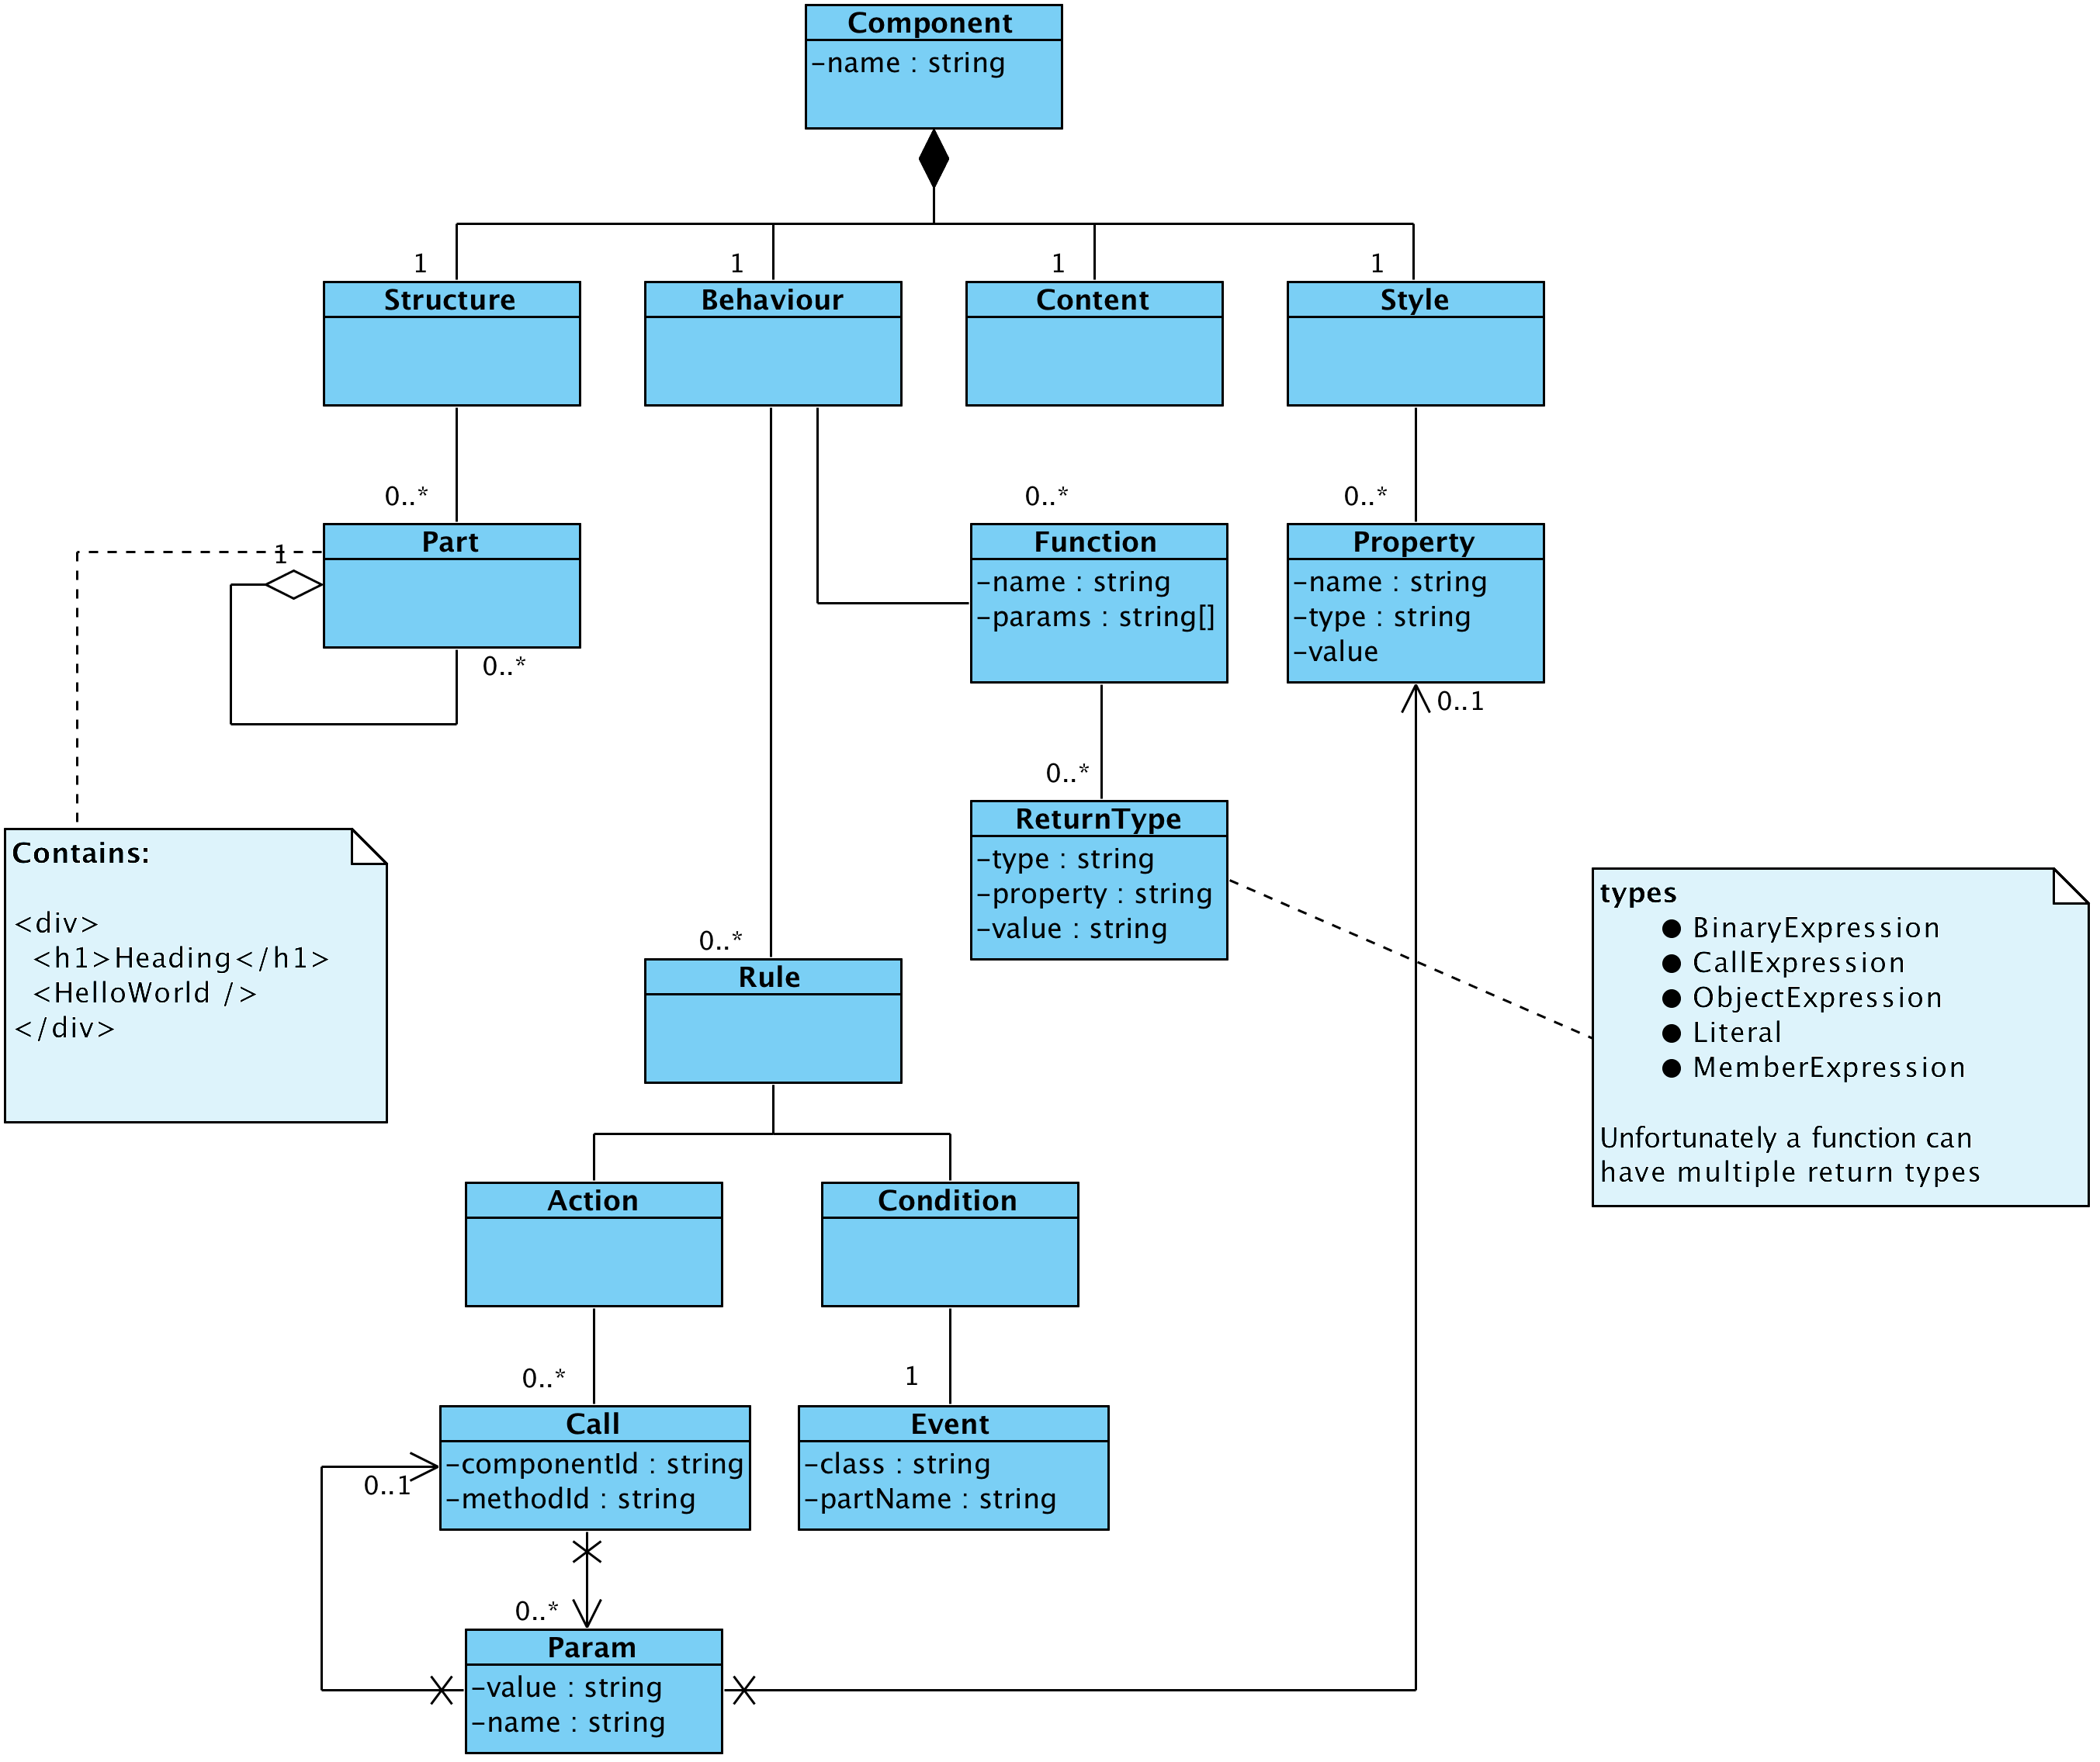 Component
-name : string
1
1
1
1
Structure
Behaviour
Content
Style
0..*
0..*
0..*
Part
1
0..*
Function
-name : string
-params : string[]
Property
-name : string
-type : string
-value
0..1
0..*
ReturnType
-type : string
-property : string
-value : string
Contains:
<div>
<h1>Heading</h1>
<HelloWorld />
</div>
types
● BinaryExpression
● CallExpression
● ObjectExpression
● Literal
● MemberExpression
Unfortunately a function can
have multiple return types
0..*
Rule
Action
Condition
0..*
1
Call
-componentId : string
-methodId : string
Event
-class : string
-partName : string
0..1
0..*
Param
-value : string
-name : string